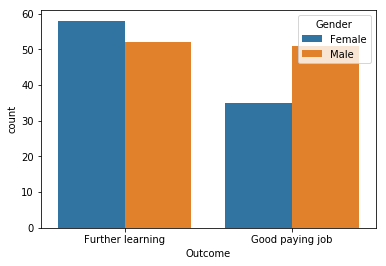 60
50
40
30
20
10
0
count
Gender
Female
Male
Further learning
Good paying job
Outcome